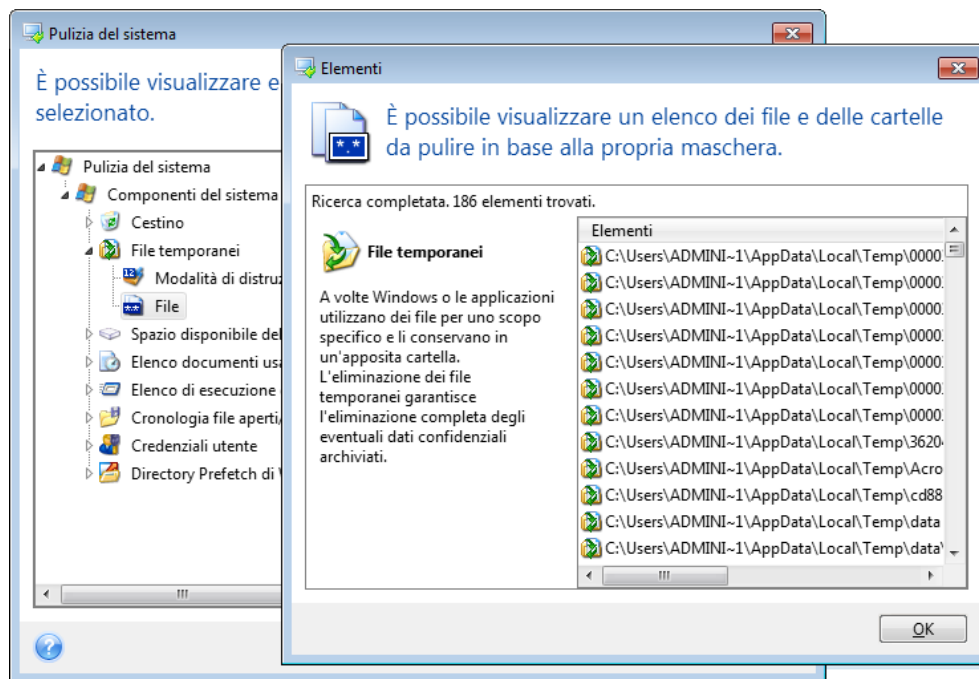 Pulizia del sistema
È possibile visualizzare e
selezionato.
Pulizia del sistema
Componenti del sistema
Cestino
File temporanei
Modalità di distruz
File
Spazio disponibile del
Elenco documenti usa
Elenco di esecuzione
Cronologia file aperti/
Credenziali utente
Directory Prefetch di
Elementi
È possibile visualizzare un elenco dei file e delle cartelle
da pulire in base alla propria maschera.
Ricerca completata. 186 elementi trovati.
File temporanei
A volte Windows o le applicazioni
utilizzano dei file per uno scopo
specifico e li conservano in
un'apposita cartella.
L'eliminazione dei file
temporanei garantisce
l'eliminazione completa degli
eventuali dati confidenziali
archiviati.
Elementi
C:\Users\ADMINI~1\AppData\Local\Temp\0000
C:\Users\ADMINI~1\AppData\Local\Temp\0000
C:\Users\ADMINI~1\AppData\Local\Temp\0000
C:\Users\ADMINI~1\AppData\Local\Temp\0000
C:\Users\ADMINI~1\AppData\Local\Temp\0000
C:\Users\ADMINI~1\AppData\Local\Temp\0000
C:\Users\ADMINI~1\AppData\Local\Temp\0000
C:\Users\ADMINI~1\AppData\Local\Temp\3620
C:\Users\ADMINI~1\AppData\Local\Temp\Acro
C:\Users\ADMINI~1\AppData\Local\Temp\cd88
C:\Users\ADMINI~1\AppData\Local\Temp\data
C:\Users\ADMINI~1\AppData\Local\Temp\data\
OK